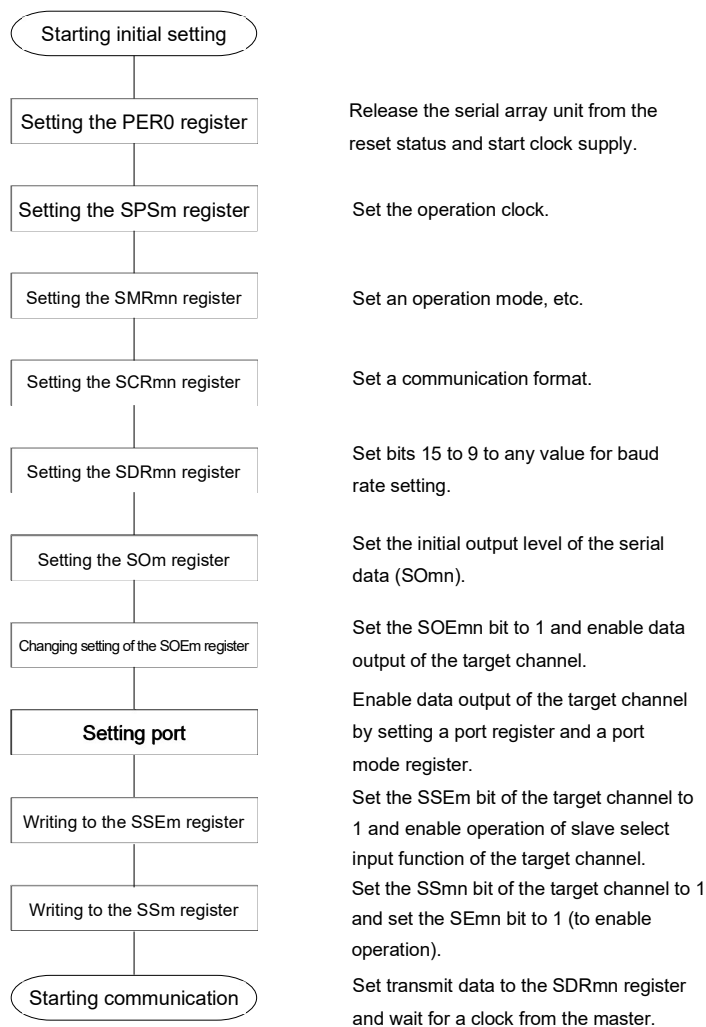 Starting initial setting
Setting the PER0 register
Release the serial array unit from the
reset status and start clock supply.
Setting the SPSm register
Set the operation clock.
Setting the SMRmn register
Set an operation mode, etc.
Setting the SCRmn register
Set a communication format.
Setting the SDRmn register
Set bits 15 to 9 to any value for baud
rate setting.
Setting the SOm register
Set the initial output level of the serial
data (SOmn).
Changing setting of the SOEm register
Set the SOEmn bit to 1 and enable data
output of the target channel.
Setting port
Enable data output of the target channel
by setting a port register and a port
mode register.
Writing to the SSEm register
Set the SSEm bit of the target channel to
1 and enable operation of slave select
input function of the target channel.
Writing to the SSm register
Set the SSmn bit of the target channel to 1
and set the SEmn bit to 1 (to enable
operation).
Starting communication
Set transmit data to the SDRmn register
and wait for a clock from the master.